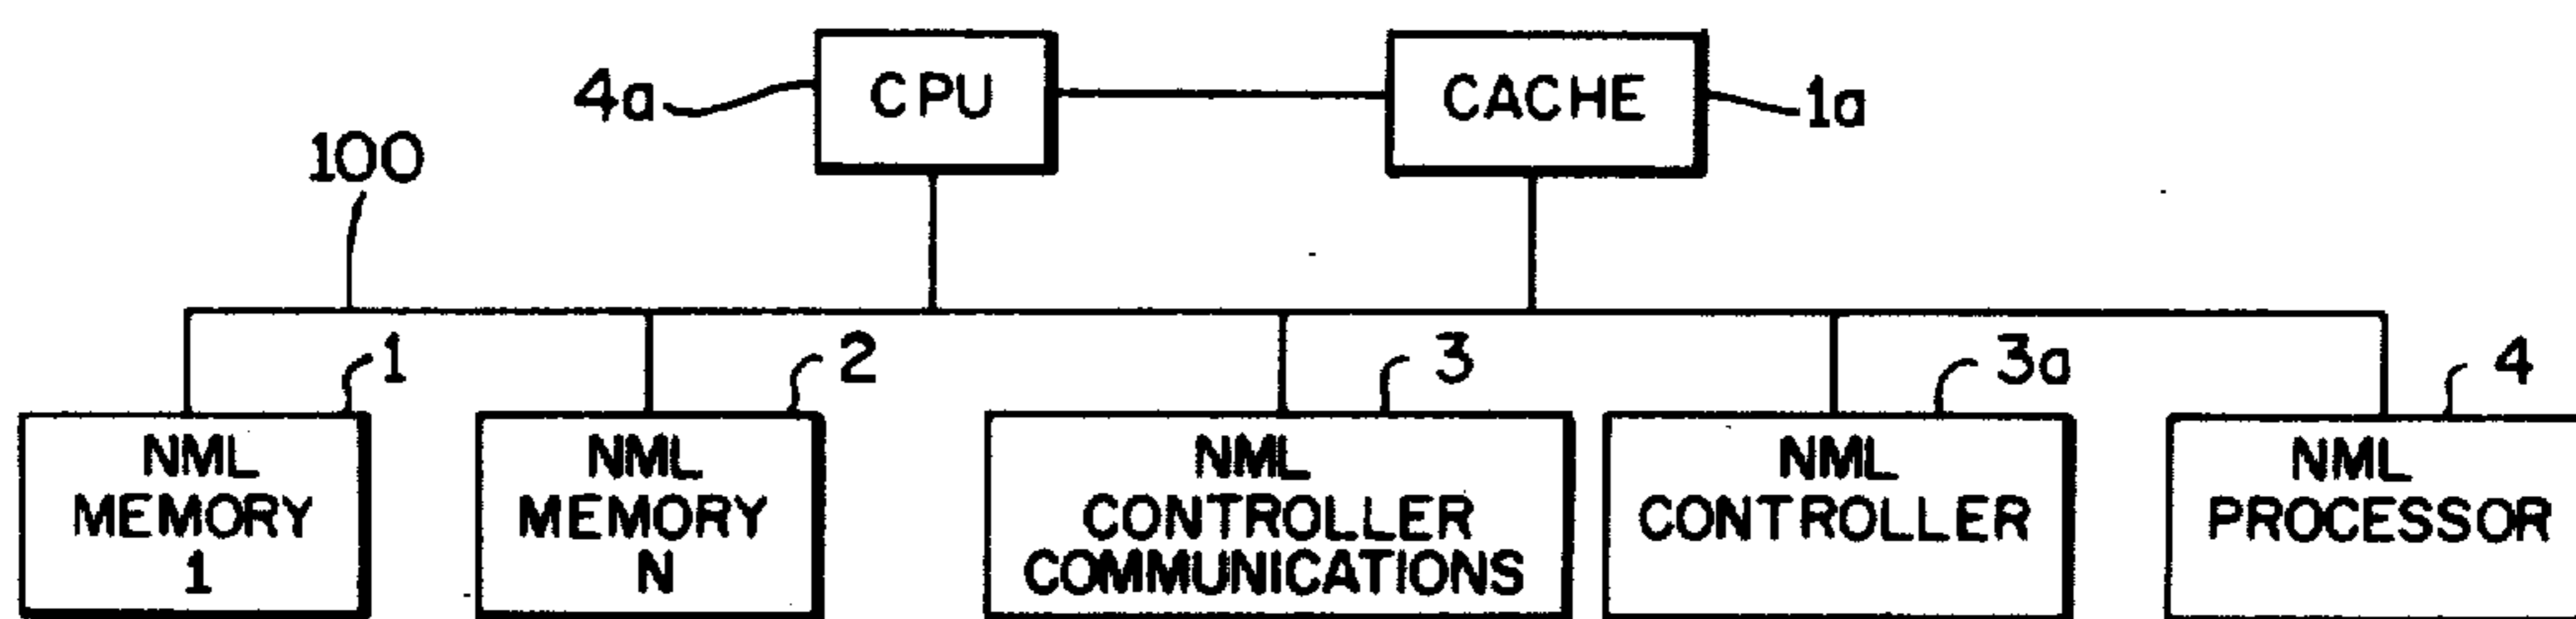 4a
CPU
CACHE
1a
100
1
2
3
3a
4
NML
MEMORY
1
NML
MEMORY
N
NML
CONTROLLER
COMMUNICATIONS
NML
CONTROLLER
NML
PROCESSOR